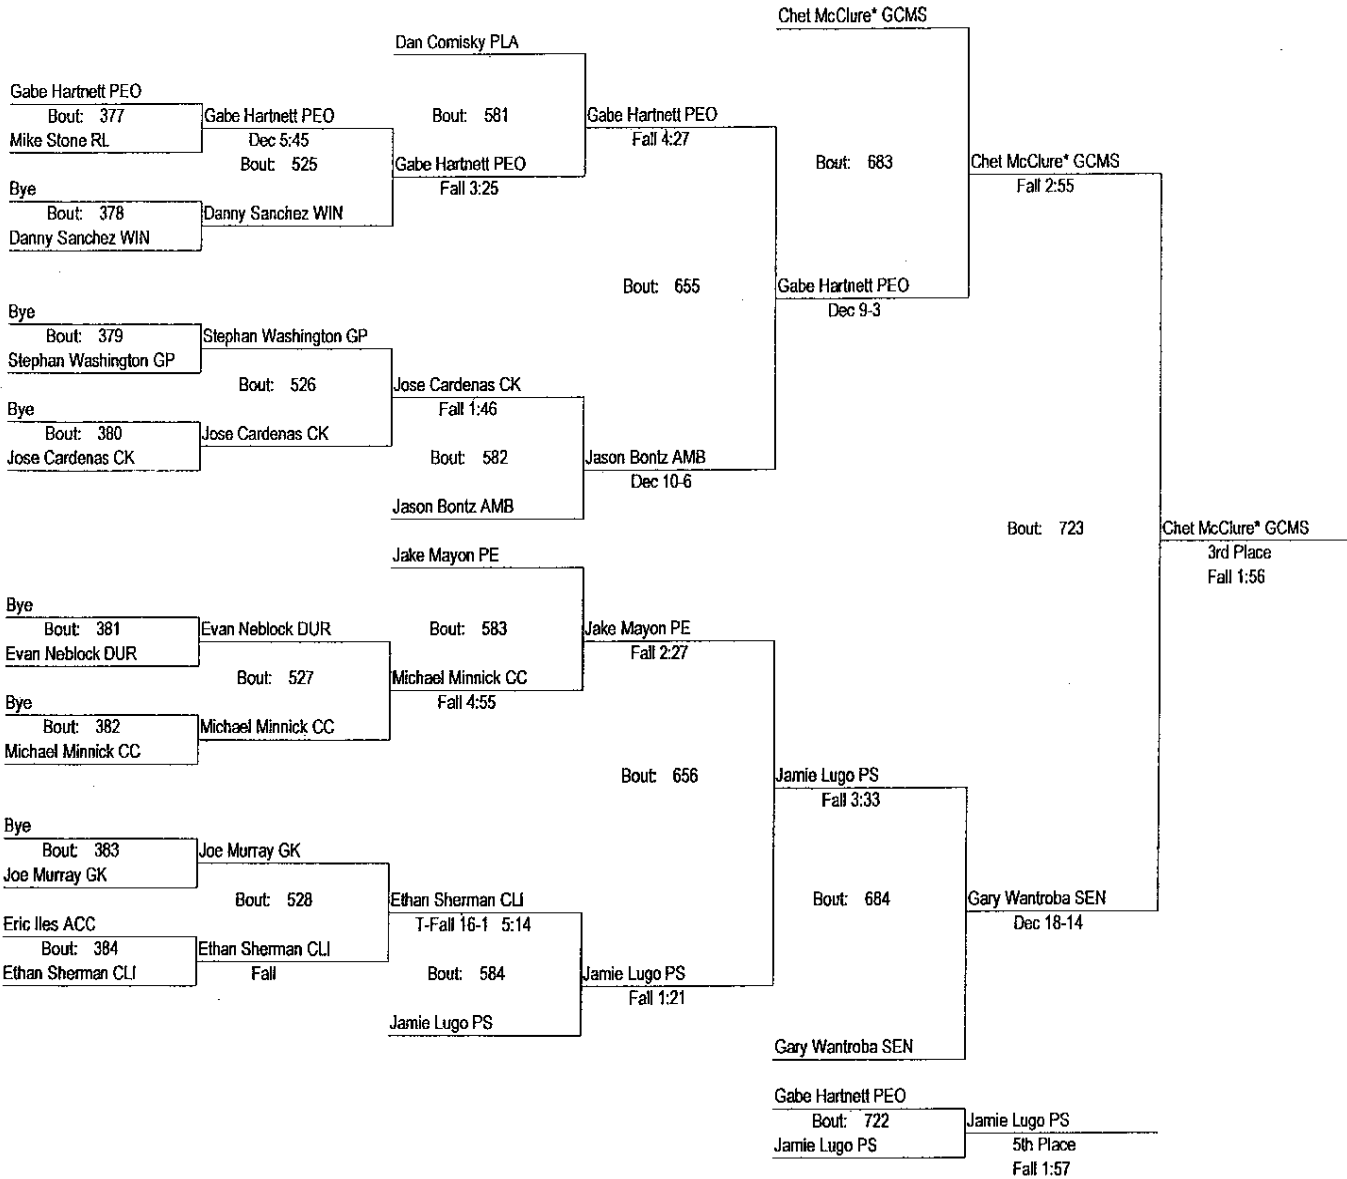 Chet McClure* GCMS
Dan Comisky PLA
Gabe Hartnett PEO
Bout: 377
Mike Stone RL
Gabe Hartnett PEO
Dec 5:45
Bout: 525
Bout: 581
Gabe Hartnett PEO
Fall 3:25
Gabe Hartnett PEO
Fall 4:27
Bout: 683
Chet McClure* GCMS
Fall 2:55
Bye
Bout: 378
Danny Sanchez WIN
Danny Sanchez WIN
Bout: 655
Gabe Hartnett PEO
Dec 9-3
Bye
Bout: 379
Stephan Washington GP
Stephan Washington GP
Bout: 526
Jose Cardenas CK
Fall 1:46
Bye
Bout: 380
Jose Cardenas CK
Jose Cardenas CK
Bout: 582
Jason Bontz AMB
Dec 10-6
Jason Bontz AMB
Bout: 723
Chet McClure* GCMS
3rd Place
Fall 1:56
Jake Mayon PE
Bye
Bout: 381
Evan Neblock DUR
Evan Neblock DUR
Bout: 583
Jake Mayon PE
Fall 2:27
Bout: 527
Michael Minnick CC
Fall 4:55
Bye
Bout: 382
Michael Minnick CC
Michael Minnick CC
Bout: 656
Jamie Lugo PS
Fall 3:33
Bye
Bout: 383
Joe Murray GK
Joe Murray GK
Bout: 528
Ethan Sherman CLI
T-Fall 16-1 5:14
Bout: 684
Gary Wantroba SEN
Dec 18-14
Eric Iles ACC
Bout: 384
Ethan Sherman CLI
Ethan Sherman CLI
Fall
Bout: 584
Jamie Lugo PS
Fall 1:21
Jamie Lugo PS
Gary Wantroba SEN
Gabe Hartnett PEO
Bout: 722
Jamie Lugo PS
Jamie Lugo PS
5th Place
Fall 1:57